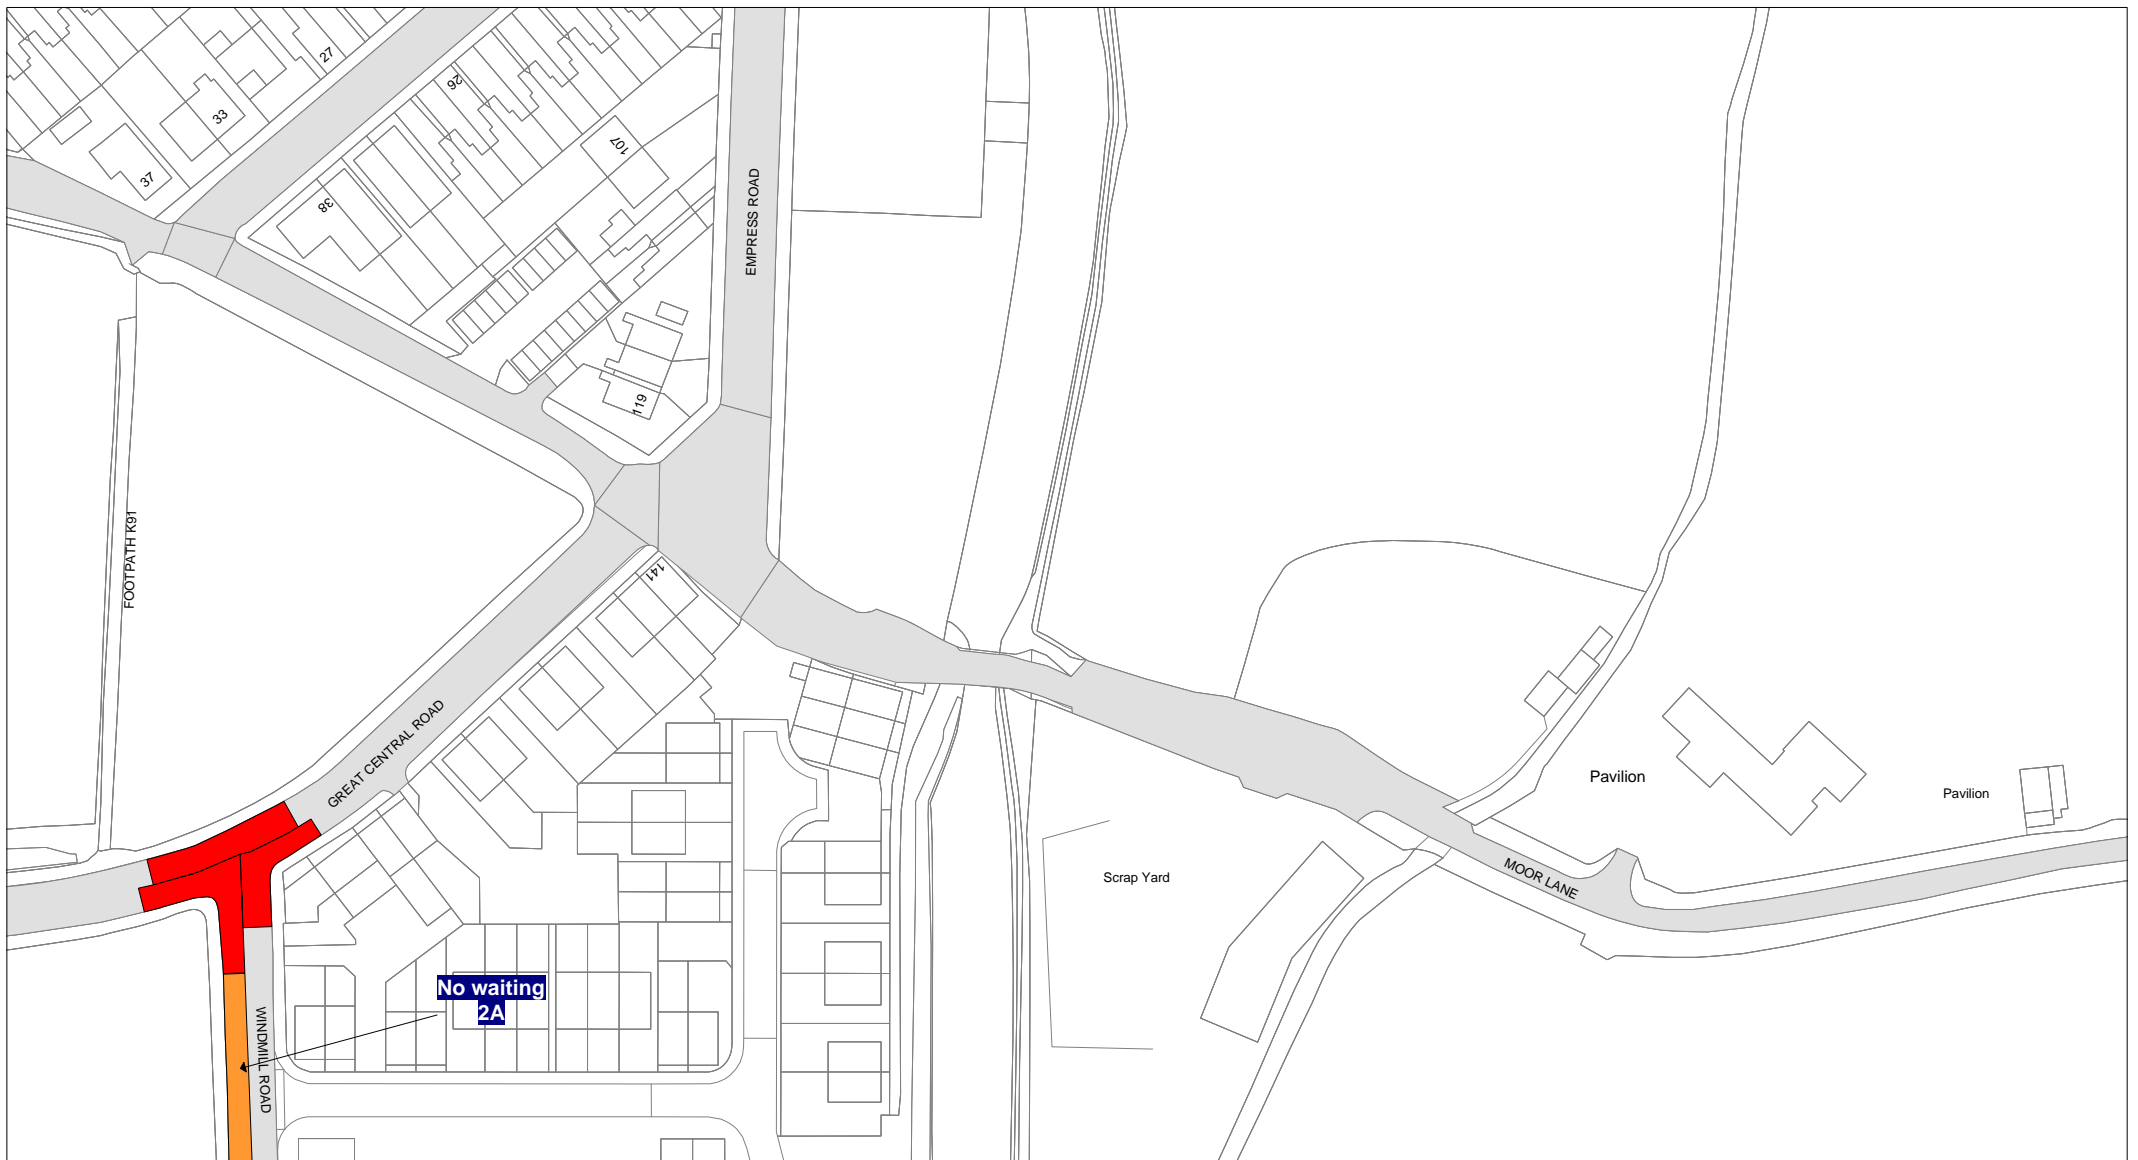 27
26
33
107
37
38
EMPRESS ROAD
119
FOOTPATH K91
141
GREAT CENTRAL ROAD
Pavilion
Pavilion
Scrap Yard
MOOR LANE
No waiting
2A
WINDMILL ROAD